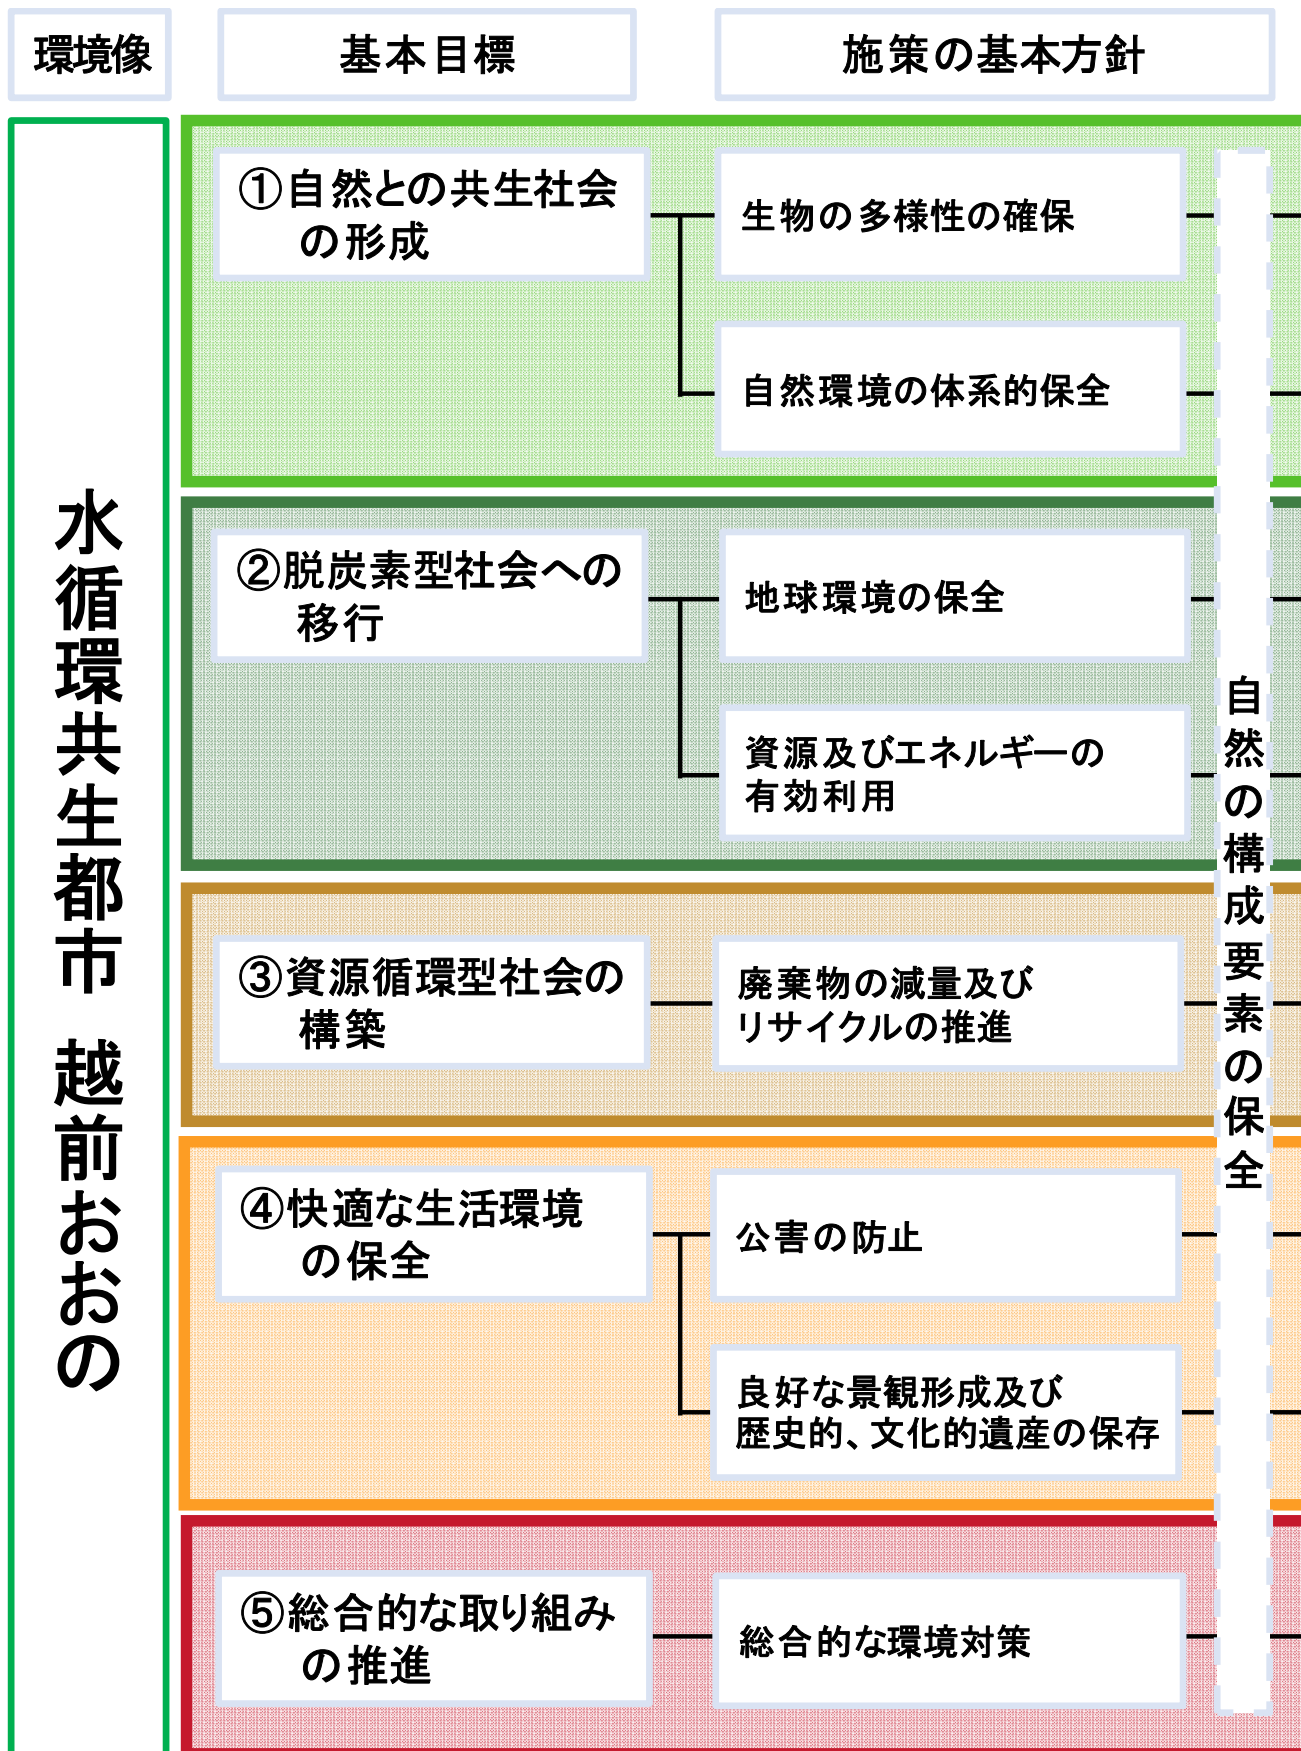 環境像
基本目標
施策の基本方針
水循環共生都市 越前おおの
①自然との共生社会
の形成
生物の多様性の確保
自然環境の体系的保全
②脱炭素型社会への
移行
地球環境の保全
資源及びエネルギーの
有効利用
③資源循環型社会の
構築
廃棄物の減量及び
リサイクルの推進
④快適な生活環境
の保全
公害の防止
良好な景観形成及び
歴史的、文化的遺産の保存
⑤総合的な取り組み
の推進
総合的な環境対策
自然の構成要素の保全